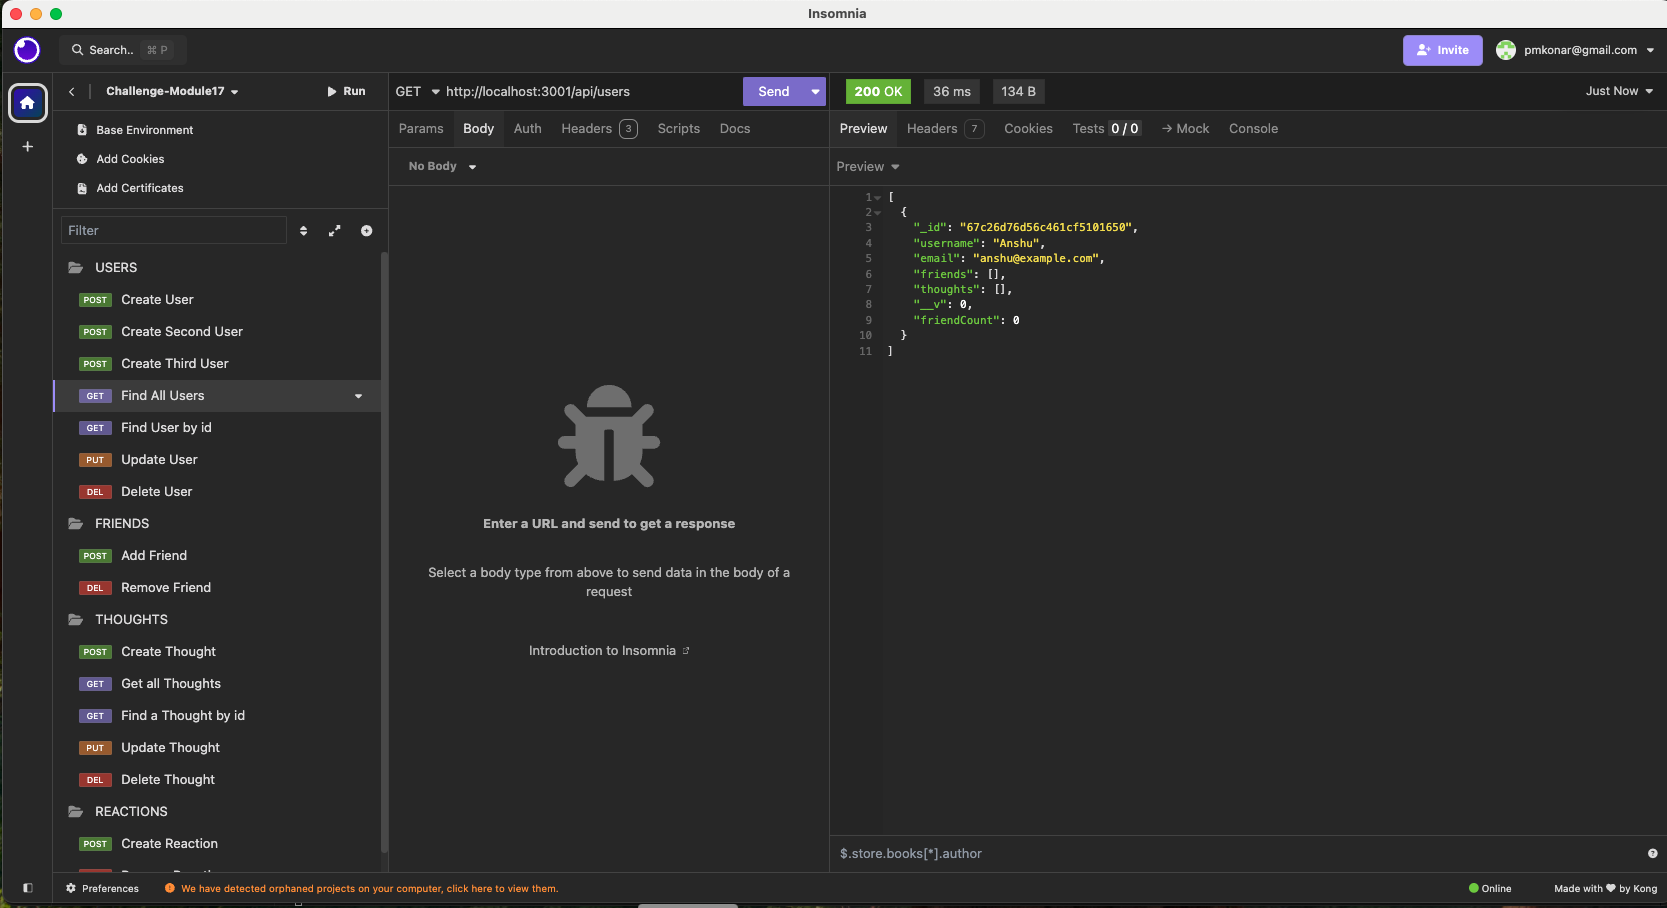 Insomnia
Search.. ⌘ P
Invite
pmkonar@gmail.com
Challenge-Module17
Run
Base Environment
Add Cookies
Add Certificates
Filter
USERS
POST Create User
POST Create Second User
POST Create Third User
GET Find All Users
GET Find User by id
PUT Update User
DEL Delete User
FRIENDS
POST Add Friend
DEL Remove Friend
THOUGHTS
POST Create Thought
GET Get all Thoughts
GET Find a Thought by id
PUT Update Thought
DEL Delete Thought
REACTIONS
POST Create Reaction
GET http://localhost:3001/api/users Send
Params Body Auth Headers 3 Scripts Docs
No Body
Enter a URL and send to get a response
Select a body type from above to send data in the body of a
request
Introduction to Insomnia
200 OK 36 ms 134 B Just Now
Preview Headers 7 Cookies Tests 0 / 0 → Mock Console
Preview
1 [
2 {
3 "_id": "67c26d76d56c461cf5101650",
4 "username": "Anshu",
5 "email": "anshu@example.com",
6 "friends": [],
7 "thoughts": [],
8 "__v": 0,
9 "friendCount": 0
10 }
11 ]
$.store.books[*].author
Preferences
We have detected orphaned projects on your computer, click here to view them.
Online
Made with ♥ by Kong